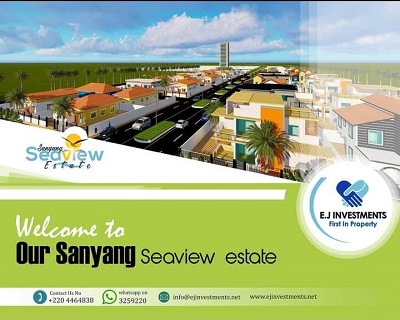 Sanyang
Seaview
Estate
E.J INVESTMENTS
First In Property
Welcome to
Our Sanyang Seaview estate
Contact Us No
+220 4464838
whatsapp on
3259220
info@ejinvestments.net
www.ejinvestments.net